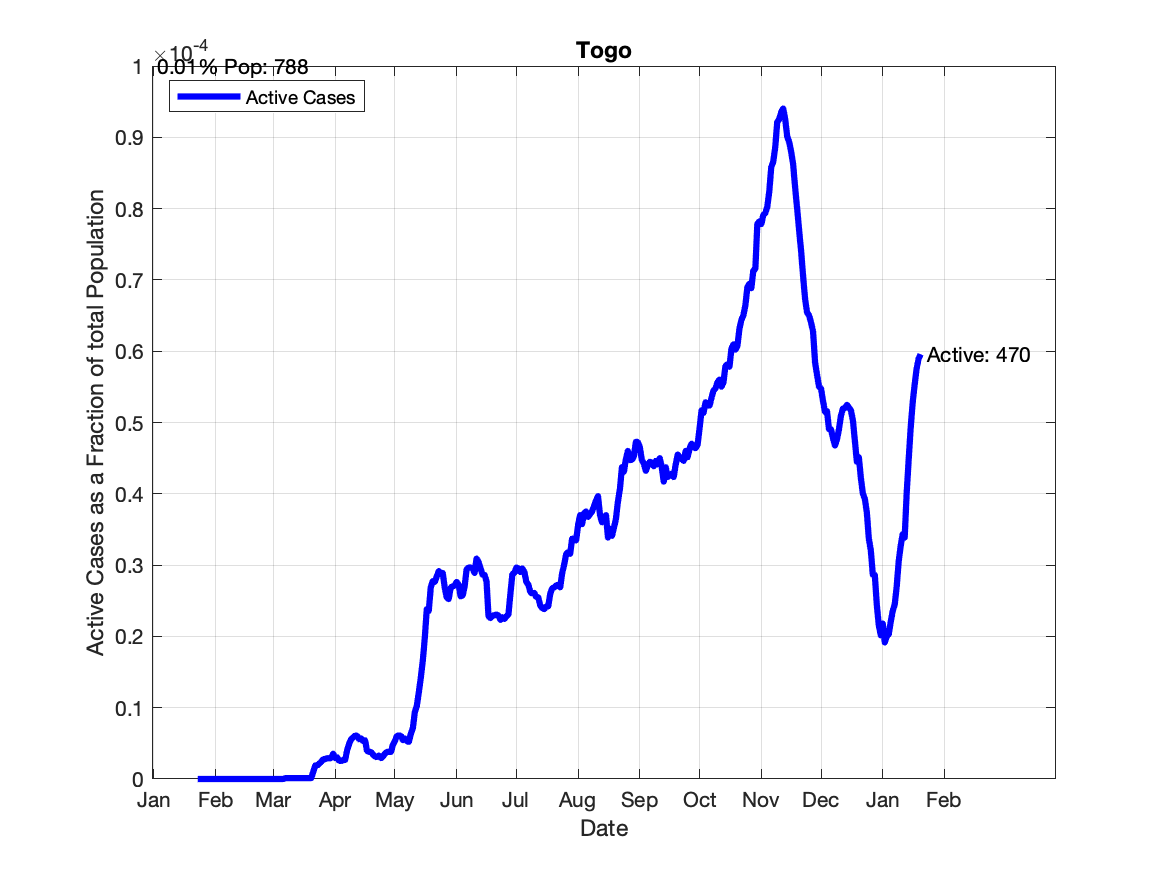 Togo
×10-4
0.01% Pop: 788
Active Cases
1
0.9
0.8
0.7
0.6
0.5
0.4
0.3
0.2
0.1
0
Active Cases as a Fraction of total Population
Active: 470
Jan Feb Mar Apr May Jun Jul Aug Sep Oct Nov Dec Jan Feb
Date